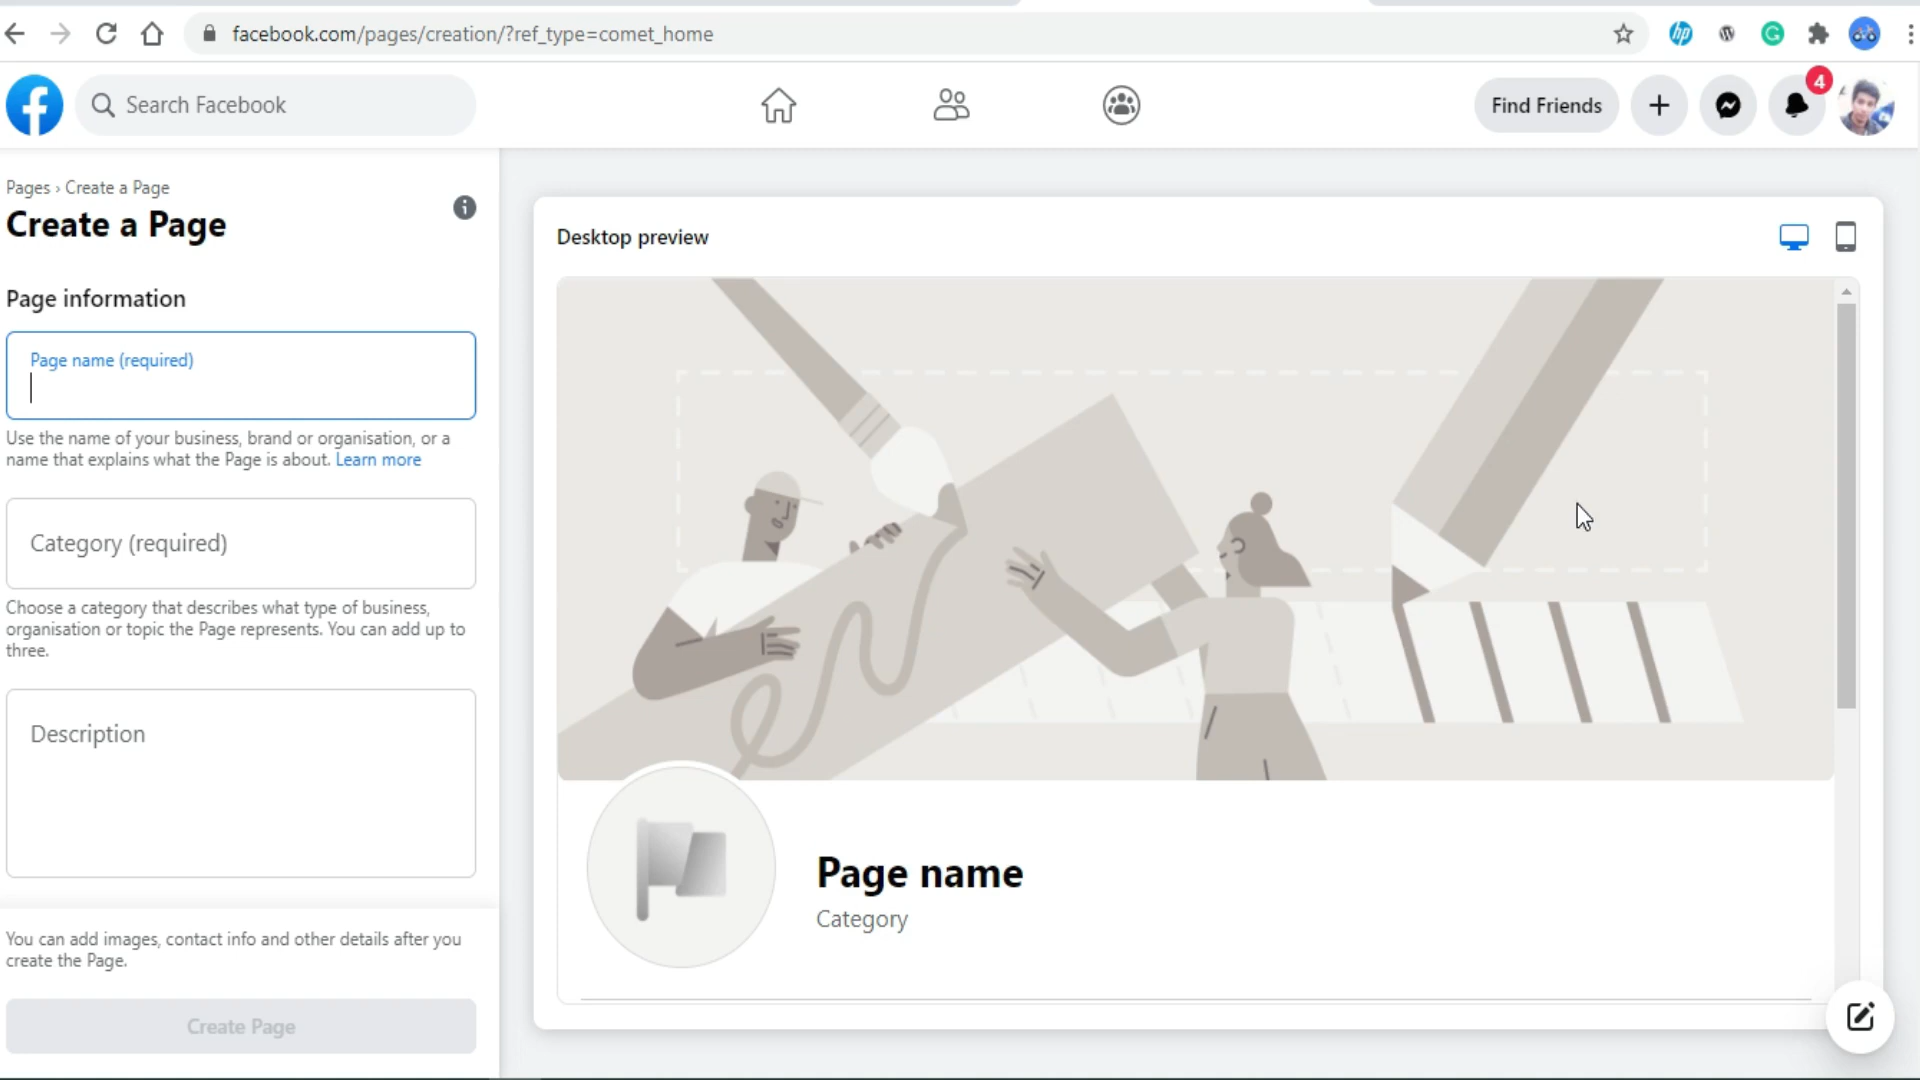 facebook.com/pages/creation/?ref_type=comet_home
Search Facebook
Find Friends
4
Pages › Create a Page
Create a Page
Page information
Page name (required)
Use the name of your business, brand or organisation, or a
name that explains what the Page is about. Learn more
Category (required)
Choose a category that describes what type of business,
organisation or topic the Page represents. You can add up to
three.
Description
You can add images, contact info and other details after you
create the Page.
Create Page
Desktop preview
Page name
Category